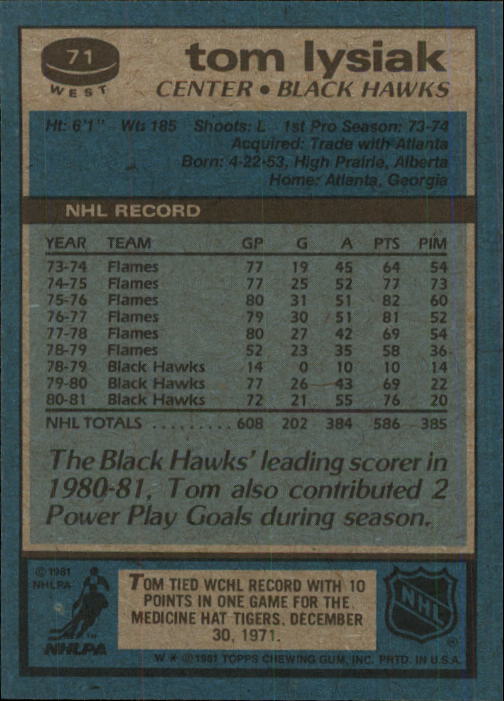 71
WEST
tom lysiak
CENTER • BLACK HAWKS
Ht: 6'1" Wt: 185 Shoots: L 1st Pro Season: 73-74
Acquired: Trade with Atlanta
Born: 4-22-53, High Prairie, Alberta
Home: Atlanta, Georgia
NHL RECORD
YEAR TEAM GP G A PTS PIM
73-74 Flames 77 19 45 64 54
74-75 Flames 77 25 52 77 73
75-76 Flames 80 31 51 82 60
76-77 Flames 79 30 51 81 52
77-78 Flames 80 27 42 69 54
78-79 Flames 52 23 35 58 36
78-79 Black Hawks 14 0 10 10 14
79-80 Black Hawks 77 26 43 69 22
80-81 Black Hawks 72 21 55 76 20
NHL TOTALS ......... 608 202 384 586 385
The Black Hawks' leading scorer in
1980-81, Tom also contributed 2
Power Play Goals during season.
© 1981
NHLPA
NHLPA
TOM TIED WCHL RECORD WITH 10
POINTS IN ONE GAME FOR THE
MEDICINE HAT TIGERS, DECEMBER
30, 1971.
NHL
®
W ★ © 1981 TOPPS CHEWING GUM, INC. PRTD. IN U.S.A.